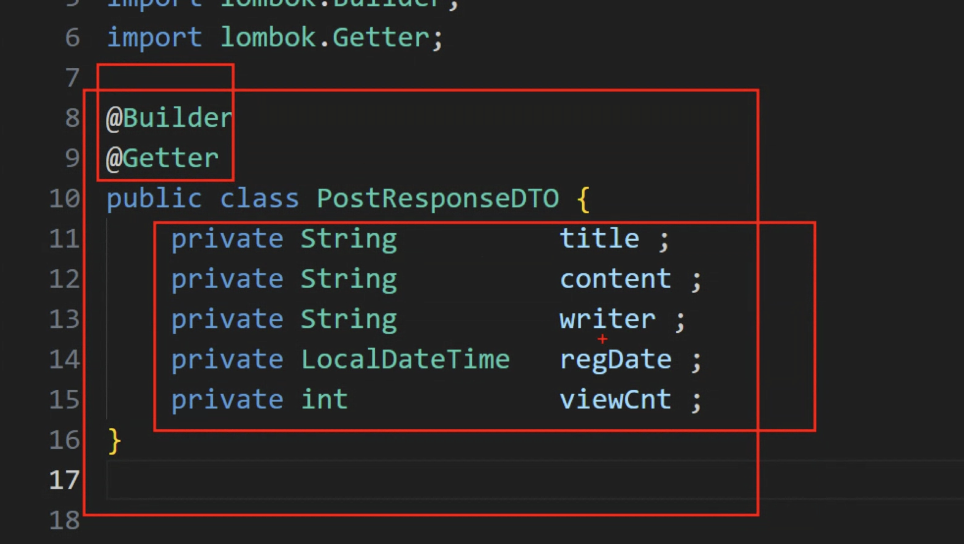 5 import lombok.Builder;
6 import lombok.Getter;
7
8 @Builder
9 @Getter
10 public class PostResponseDTO {
11 private String title ;
12 private String content ;
13 private String writer ;
14 private LocalDateTime regDate ;
15 private int viewCnt ;
16 }
17
18